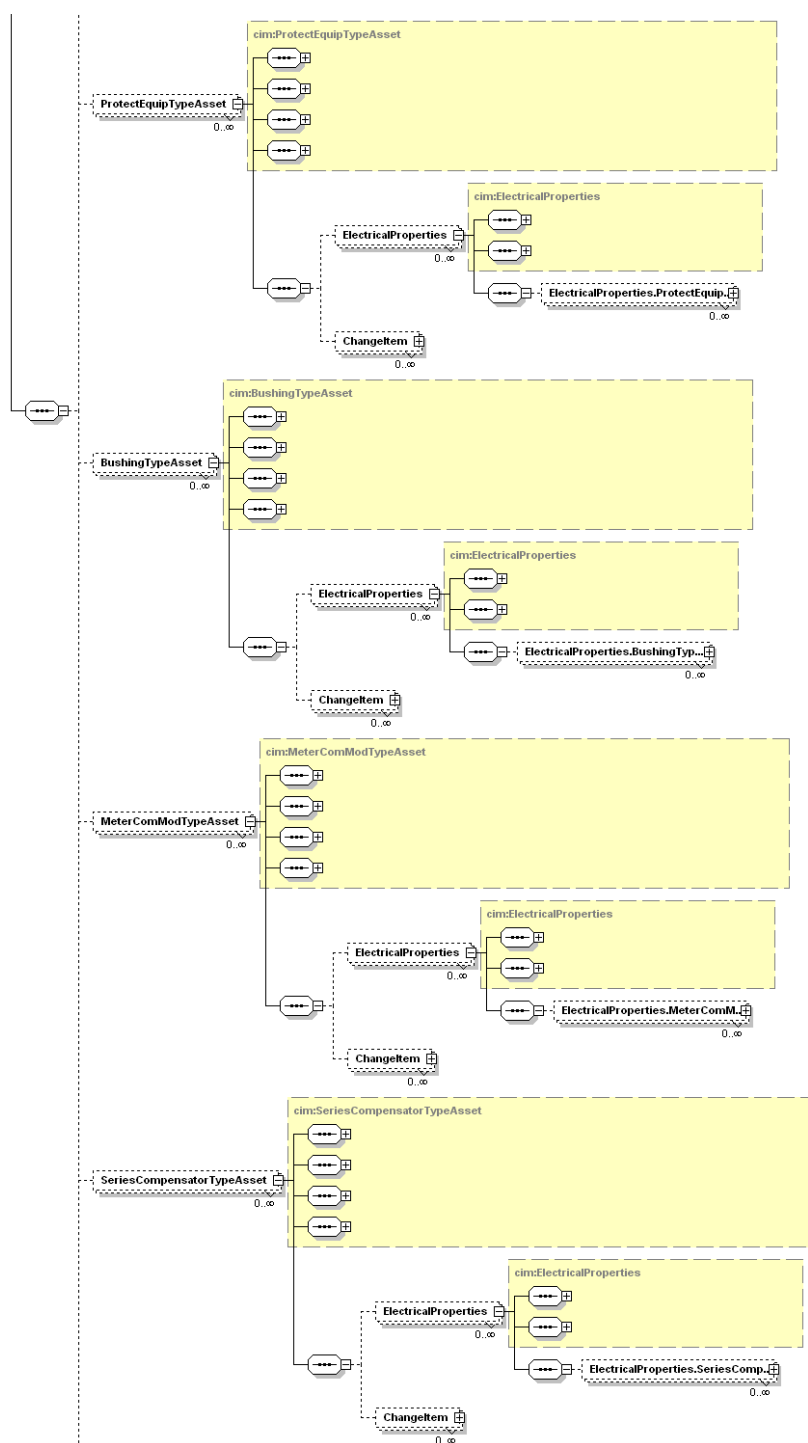 cim:ProtectEquipTypeAsset
ProtectEquipTypeAsset
0..∞
cim:ElectricalProperties
ElectricalProperties
0..∞
ElectricalProperties.ProtectEquip...
0..∞
ChangeItem
0..∞
cim:BushingTypeAsset
BushingTypeAsset
0..∞
cim:ElectricalProperties
ElectricalProperties
0..∞
ElectricalProperties.BushingTyp...
0..∞
ChangeItem
0..∞
cim:MeterComModTypeAsset
MeterComModTypeAsset
0..∞
cim:ElectricalProperties
ElectricalProperties
0..∞
ElectricalProperties.MeterComM...
0..∞
ChangeItem
0..∞
cim:SeriesCompensatorTypeAsset
SeriesCompensatorTypeAsset
0..∞
cim:ElectricalProperties
ElectricalProperties
0..∞
ElectricalProperties.SeriesComp...
0..∞
ChangeItem
0..∞